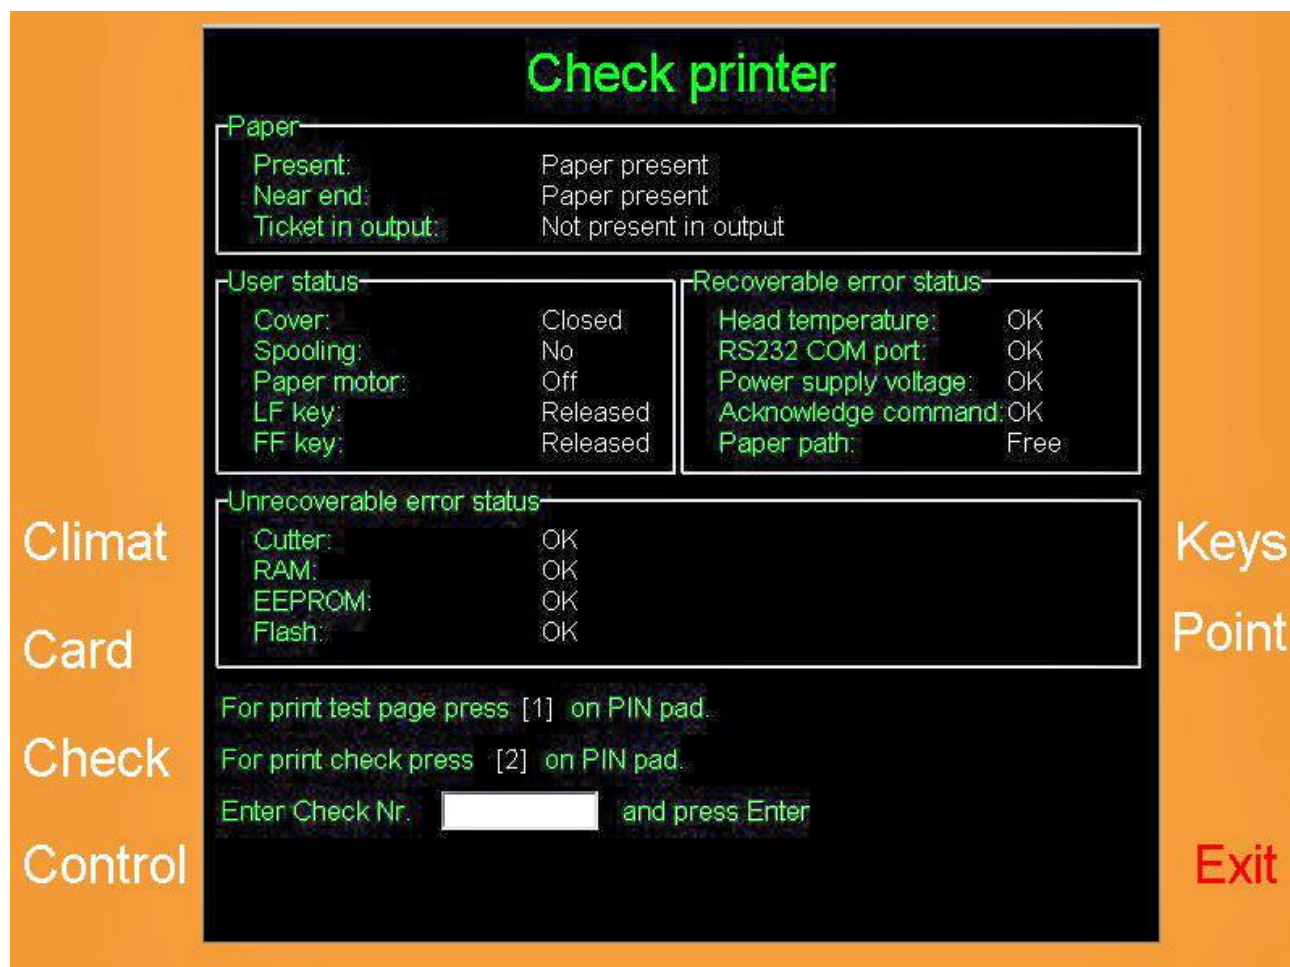 Check printer
Paper
Present: Paper present
Near end: Paper present
Ticket in output: Not present in output
User status
Cover: Closed
Spooling: No
Paper motor: Off
LF key: Released
FF key: Released
Recoverable error status
Head temperature: OK
RS232 COM port: OK
Power supply voltage: OK
Acknowledge command: OK
Paper path: Free
Unrecoverable error status
Cutter: OK
RAM: OK
EEPROM: OK
Flash: OK
For print test page press [1] on PIN pad.
For print check press [2] on PIN pad.
Enter Check Nr. and press Enter
Climat
Card
Check
Control
Keys
Point
Exit